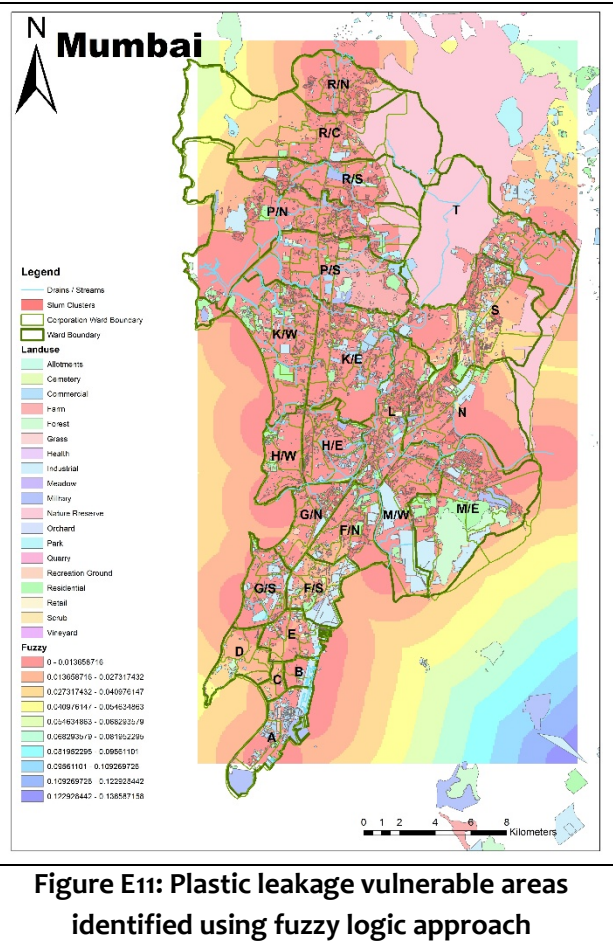 N
Mumbai
R/N
R/C
R/S
T
P/N
P/S
S
K/W
K/E
L
N
H/W
H/E
G/N
F/N
M/W
M/E
G/S
F/S
E
D
C
B
A
Legend
Drains / Streams
Slum Clusters
Corporation Ward Boundary
Ward Boundary
Landuse
Allotments
Cemetery
Commercial
Farm
Forest
Grass
Health
Industrial
Meadow
Military
Nature Reserve
Orchard
Park
Quarry
Recreation Ground
Residential
Retail
Scrub
Vineyard
Fuzzy
0 - 0.013658716
0.013658716 - 0.027317432
0.027317432 - 0.040976147
0.040976147 - 0.054634863
0.054634863 - 0.068293579
0.068293579 - 0.081952295
0.081952295 - 0.09561101
0.09561101 - 0.109269726
0.109269726 - 0.122928442
0.122928442 - 0.136587158
0 1 2 4 6 8
Kilometers
Figure E11: Plastic leakage vulnerable areas
identified using fuzzy logic approach